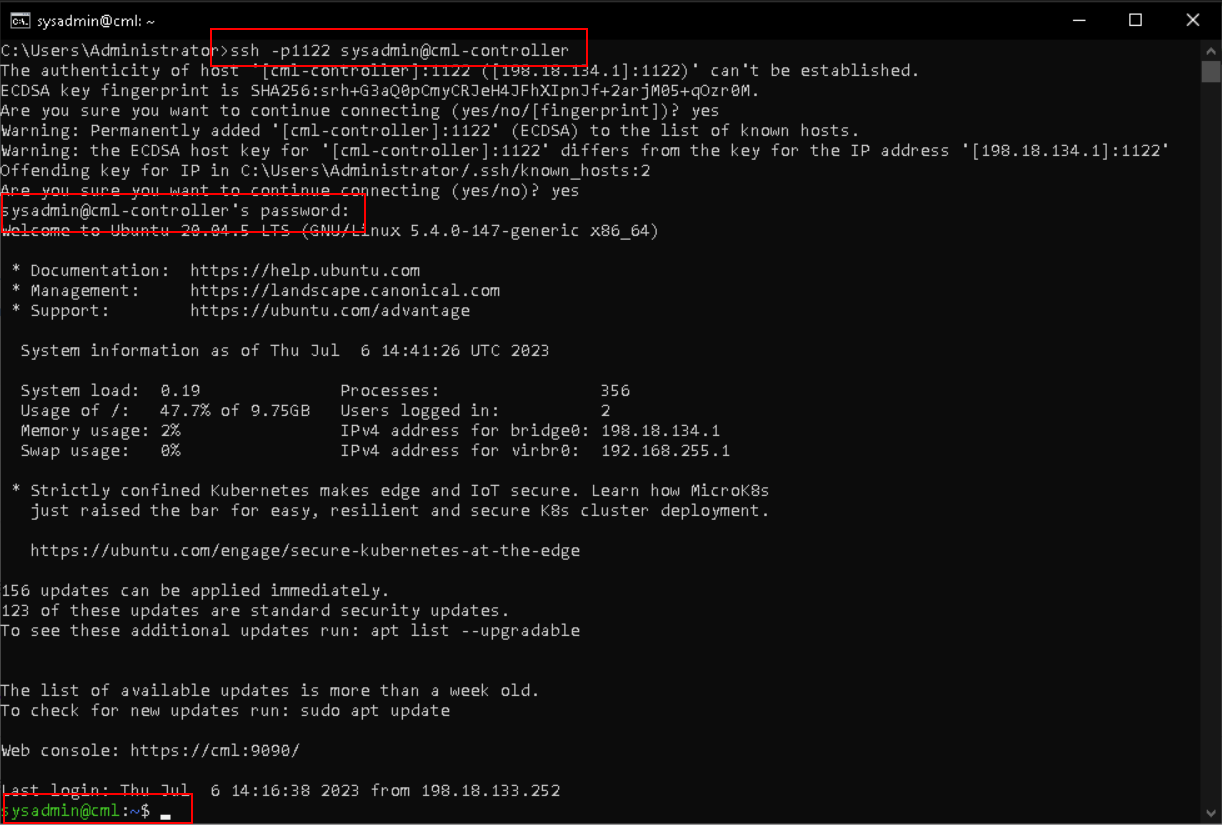 sysadmin@cml: ~
C:\Users\Administrator>ssh -p1122 sysadmin@cml-controller
The authenticity of host '[cml-controller]:1122 ([198.18.134.1]:1122)' can't be established.
ECDSA key fingerprint is SHA256:srh+G3aQ0pCmyCRJeH4JFhXIpnJf+2arjM05+qOzr0M.
Are you sure you want to continue connecting (yes/no/[fingerprint])? yes
Warning: Permanently added '[cml-controller]:1122' (ECDSA) to the list of known hosts.
Warning: the ECDSA host key for '[cml-controller]:1122' differs from the key for the IP address '[198.18.134.1]:1122'
Offending key for IP in C:\Users\Administrator/.ssh/known_hosts:2
Are you sure you want to continue connecting (yes/no)? yes
sysadmin@cml-controller's password:
Welcome to Ubuntu 20.04.5 LTS (GNU/Linux 5.4.0-147-generic x86_64)
* Documentation: https://help.ubuntu.com
* Management: https://landscape.canonical.com
* Support: https://ubuntu.com/advantage
System information as of Thu Jul 6 14:41:26 UTC 2023
System load: 0.19 Processes: 356
Usage of /: 47.7% of 9.75GB Users logged in: 2
Memory usage: 2% IPv4 address for bridge0: 198.18.134.1
Swap usage: 0% IPv4 address for virbr0: 192.168.255.1
* Strictly confined Kubernetes makes edge and IoT secure. Learn how MicroK8s
just raised the bar for easy, resilient and secure K8s cluster deployment.
https://ubuntu.com/engage/secure-kubernetes-at-the-edge
156 updates can be applied immediately.
123 of these updates are standard security updates.
To see these additional updates run: apt list --upgradable
The list of available updates is more than a week old.
To check for new updates run: sudo apt update
Web console: https://cml:9090/
Last login: Thu Jul 6 14:16:38 2023 from 198.18.133.252
sysadmin@cml:~$